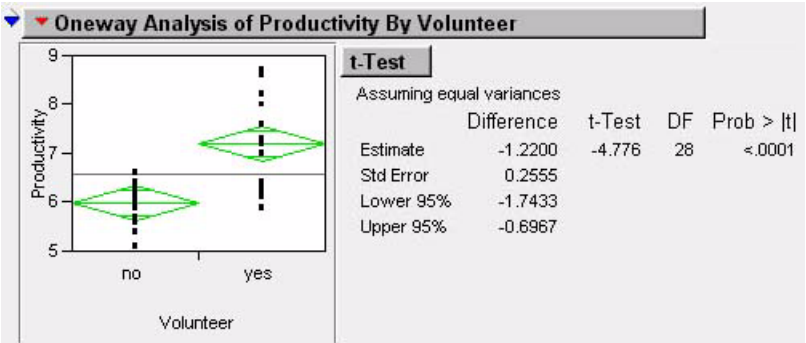 Oneway Analysis of Productivity By Volunteer
9
8
7
6
5
Productivity
no yes
Volunteer
t-Test
Assuming equal variances
Difference t-Test DF Prob > |t|
Estimate -1.2200 -4.776 28 <.0001
Std Error 0.2555
Lower 95% -1.7433
Upper 95% -0.6967